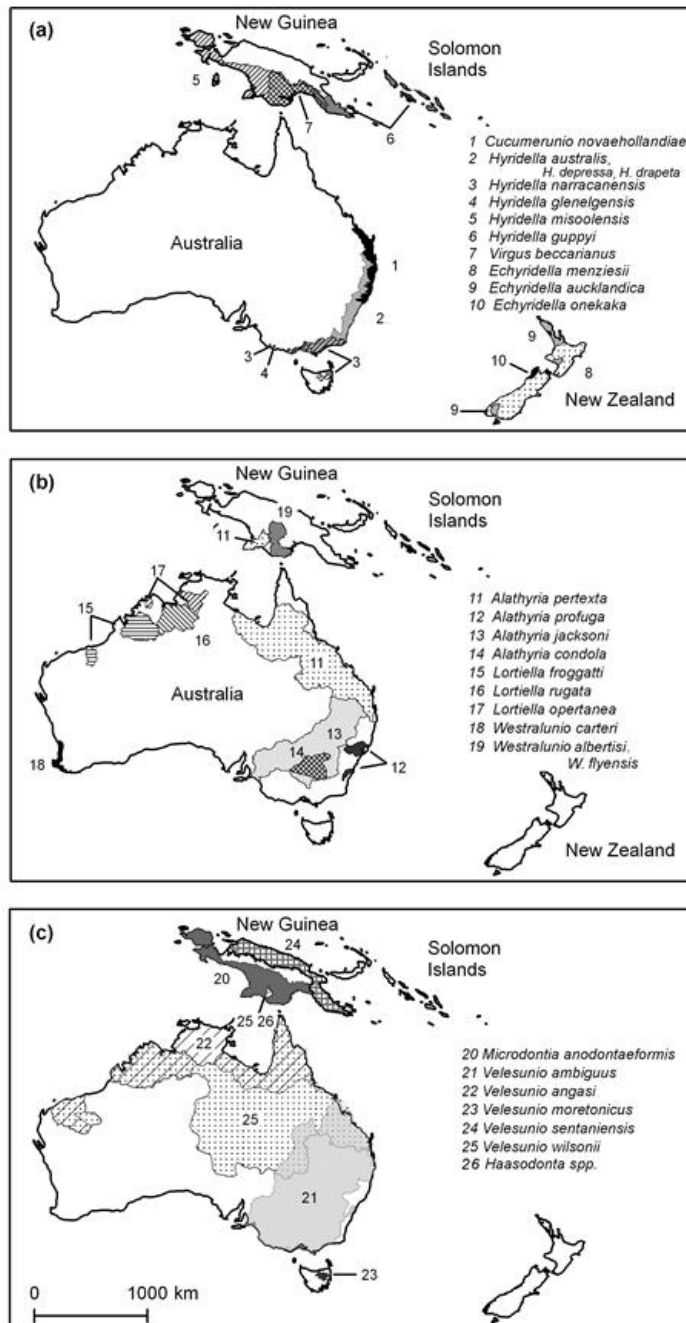 (a)
New Guinea
Solomon
Islands
5
7
6
1 Cucumerunio novaehollandiae
2 Hyridella australis,
H. depressa, H. drapeta
3 Hyridella narracanensis
4 Hyridella glenelgensis
5 Hyridella misoolensis
6 Hyridella guppyi
7 Virgus beccarianus
8 Echyridella menziesii
9 Echyridella aucklandica
10 Echyridella onekaka
Australia
1
2
3
4
3
9
10
8
9
New Zealand
(b)
New Guinea
19
Solomon
Islands
11
17
15
16
11
Australia
13
14
12
18
11 Alathyria pertexta
12 Alathyria profuga
13 Alathyria jacksoni
14 Alathyria condola
15 Lortiella froggatti
16 Lortiella rugata
17 Lortiella opertanea
18 Westralunio carteri
19 Westralunio albertisi,
W. flyensis
New Zealand
(c)
New Guinea
24
Solomon
Islands
20
25 26
22
25
21
23
20 Microdontia anodontaeformis
21 Velesunio ambiguus
22 Velesunio angasi
23 Velesunio moretonicus
24 Velesunio sentaniensis
25 Velesunio wilsonii
26 Haasodonta spp.
0 1000 km